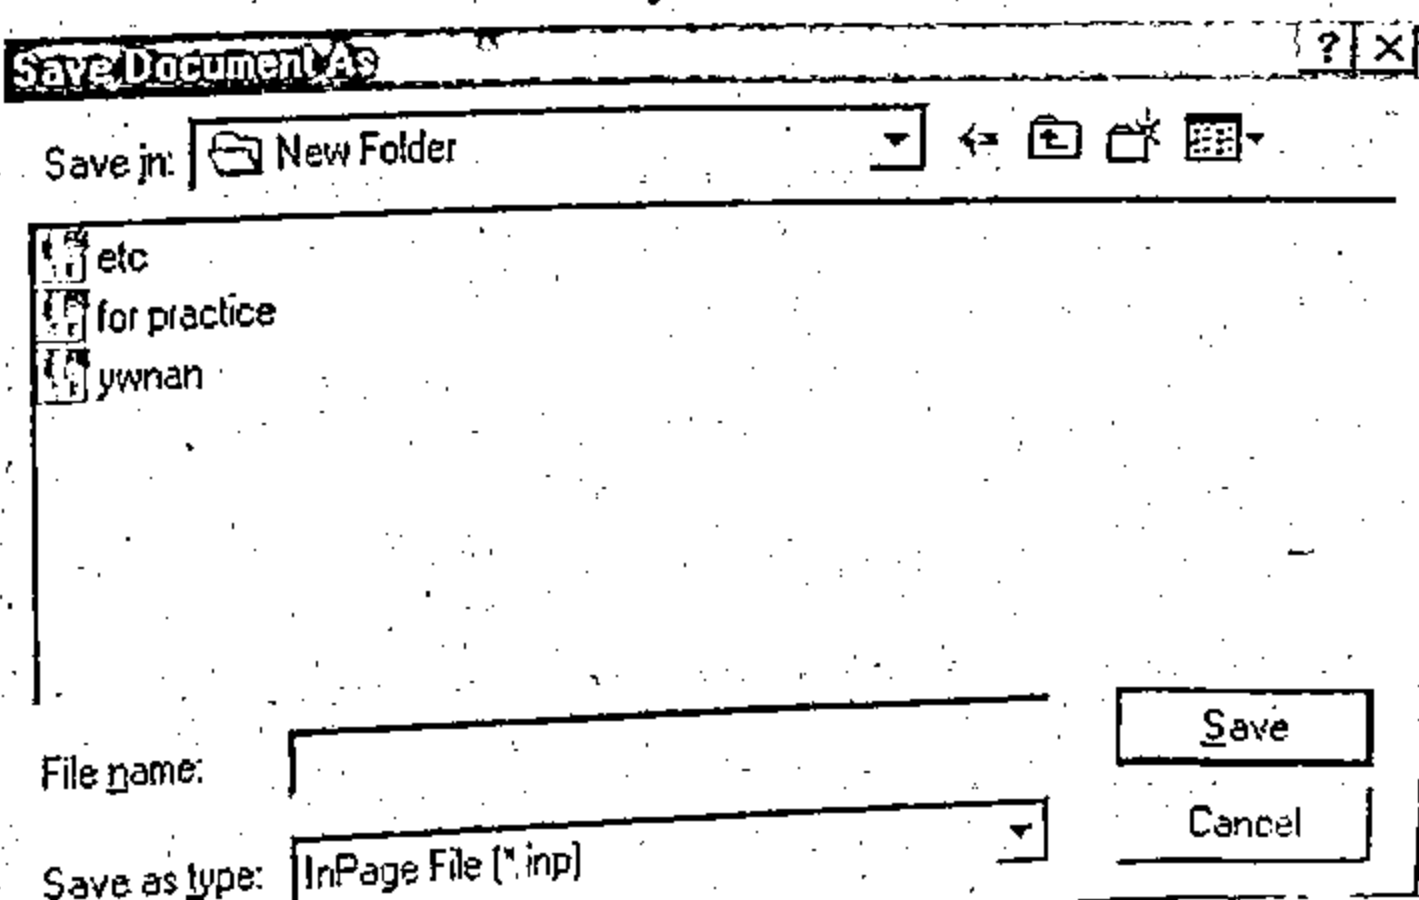 Save Document As
Save in: New Folder
etc
for practice
ywnan
File name:
Save
Cancel
Save as type: InPage File (*.inp)